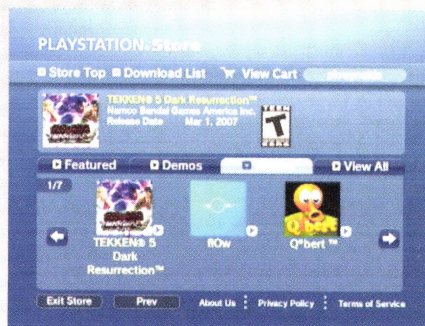 PLAYSTATION®Store
Store Top Download List View Cart
TEKKEN® 5 Dark Resurrection™
Namco Bandai Games America Inc.
Release Date Mar 1, 2007
T
Featured Demos View All
1/7
TEKKEN® 5
Dark
Resurrection™
flOw
Q*bert ™
Exit Store Prev About Us Privacy Policy Terms of Service